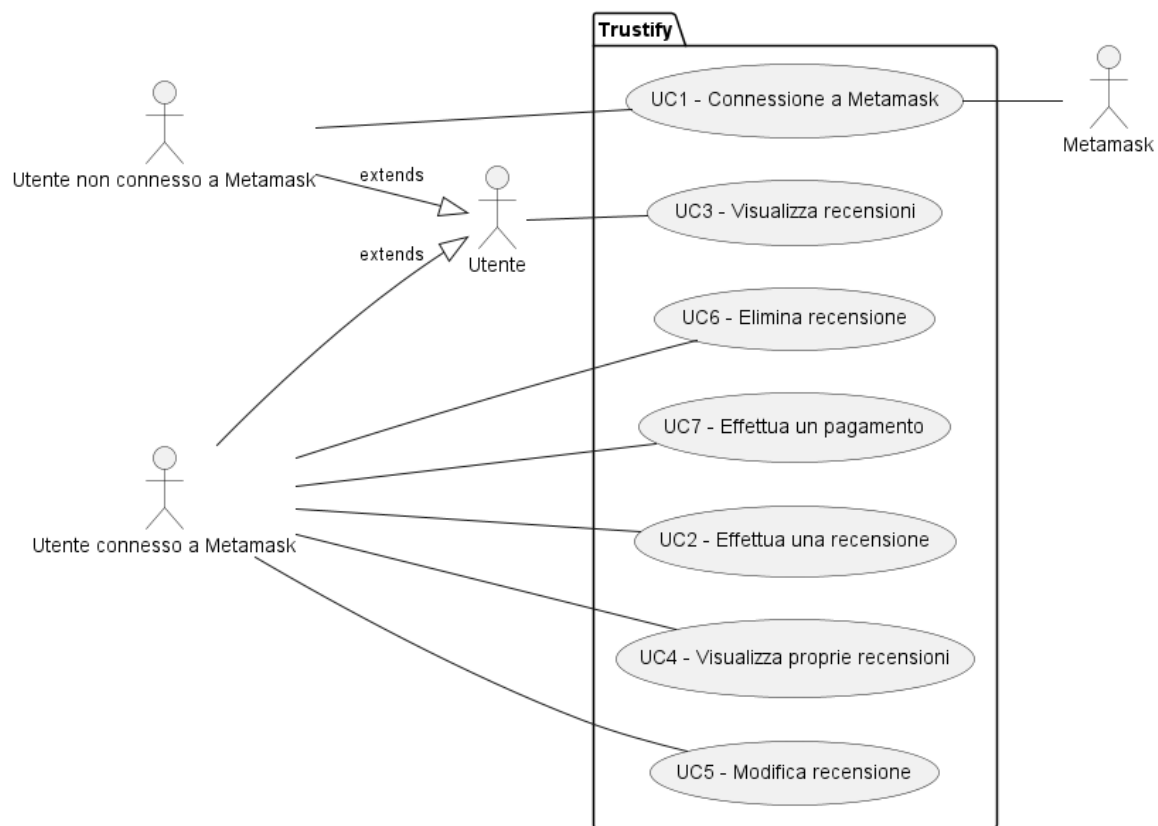 Trustify
UC1 - Connessione a Metamask
Metamask
Utente non connesso a Metamask
extends
UC3 - Visualizza recensioni
Utente
extends
UC6 - Elimina recensione
UC7 - Effettua un pagamento
Utente connesso a Metamask
UC2 - Effettua una recensione
UC4 - Visualizza proprie recensioni
UC5 - Modifica recensione